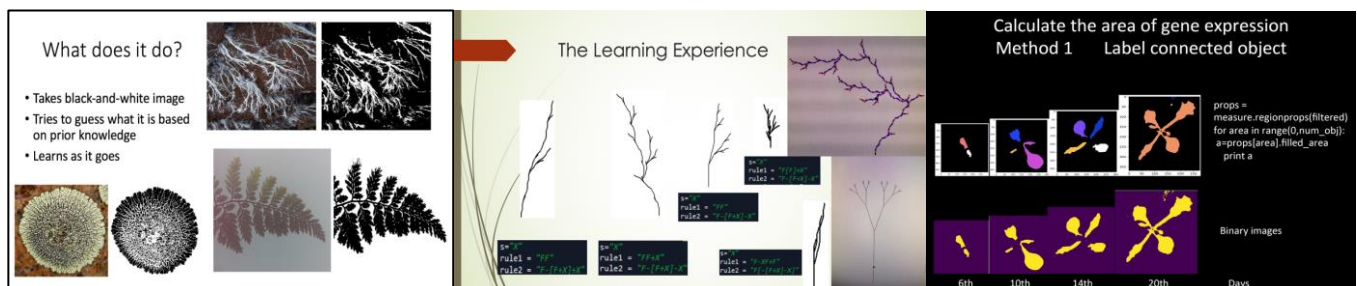 What does it do?
• Takes black-and-white image
• Tries to guess what it is based
on prior knowledge
• Learns as it goes
The Learning Experience
s="X"
rule1 = "F[F]+X"
rule2 = "F-[F+X]-X"
s="X"
rule1 = "FF"
rule2 = "F-[F+X]-X"
s="X"
rule1 = "FF"
rule2 = "F-[F+X]+X"
s="X"
rule1 = "FF+X"
rule2 = "F-[F+X]-X"
s="X"
rule1 = "F-XF+F"
rule2 = "F[-[F+X]-X]"
Calculate the area of gene expression
Method 1 Label connected object
props =
measure.regionprops(filtered)
for area in range(0,num_obj):
a=props[area].filled_area
print a
Binary images
6th 10th 14th 20th Days